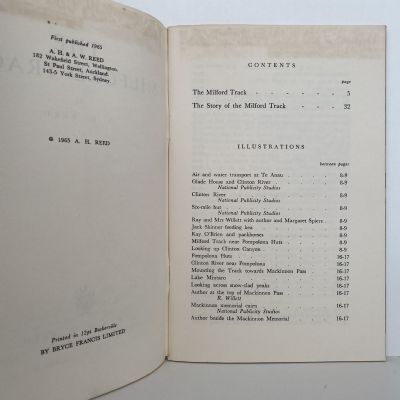 First published 1965
A. H. & A. W. REED
182 Wakefield Street, Wellington.
St Paul Street, Auckland.
143-5 York Street, Sydney.
© 1965 A. H. REED
Printed in 12pt Baskerville
BY BRYCE FRANCIS LIMITED
CONTENTS
page
The Milford Track - - - - - - 5
The Story of the Milford Track - - - 32
ILLUSTRATIONS
between pages
Air and water transport at Te Anau 8-9
Glade House and Clinton River 8-9
National Publicity Studios
Clinton River 8-9
National Publicity Studios
Six-mile hut 8-9
National Publicity Studios
Ray and Mrs Willett with author and Margaret Spiers 8-9
Jack Skinner feeding kea 8-9
Ray O'Brien and packhorses 8-9
Milford Track near Pompolona Huts 8-9
Looking up Clinton Canyon 8-9
Pompolona Huts 16-17
Clinton River near Pompolona 16-17
Mounting the Track towards Mackinnon Pass 16-17
Lake Mintaro 16-17
Looking across snow-clad peaks 16-17
Author at the top of Mackinnon Pass 16-17
R. Willett
Mackinnon memorial cairn 16-17
National Publicity Studios
Author beside the Mackinnon Memorial 16-17